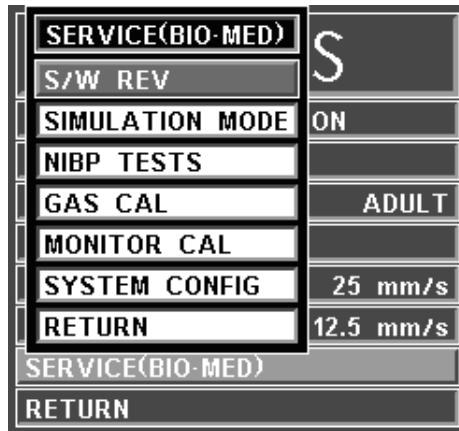 SERVICE(BIO-MED)
S
S/W REV
SIMULATION MODE ON
NIBP TESTS
GAS CAL ADULT
MONITOR CAL
SYSTEM CONFIG 25 mm/s
RETURN 12.5 mm/s
SERVICE(BIO-MED)
RETURN